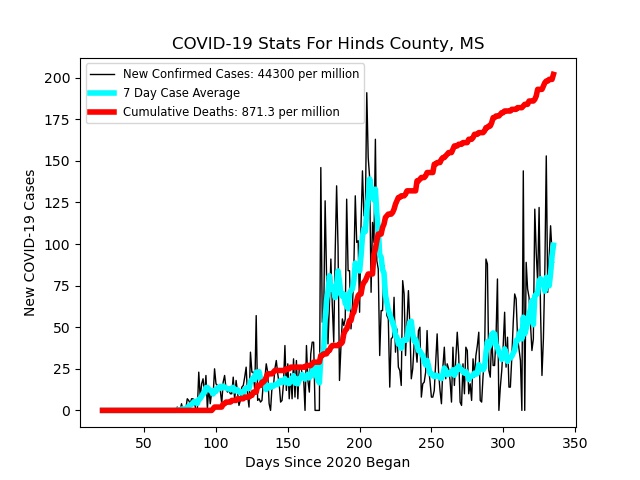 COVID-19 Stats For Hinds County, MS
New Confirmed Cases: 44300 per million
7 Day Case Average
Cumulative Deaths: 871.3 per million
New COVID-19 Cases
200
175
150
125
100
75
50
25
0
50 100 150 200 250 300 350
Days Since 2020 Began